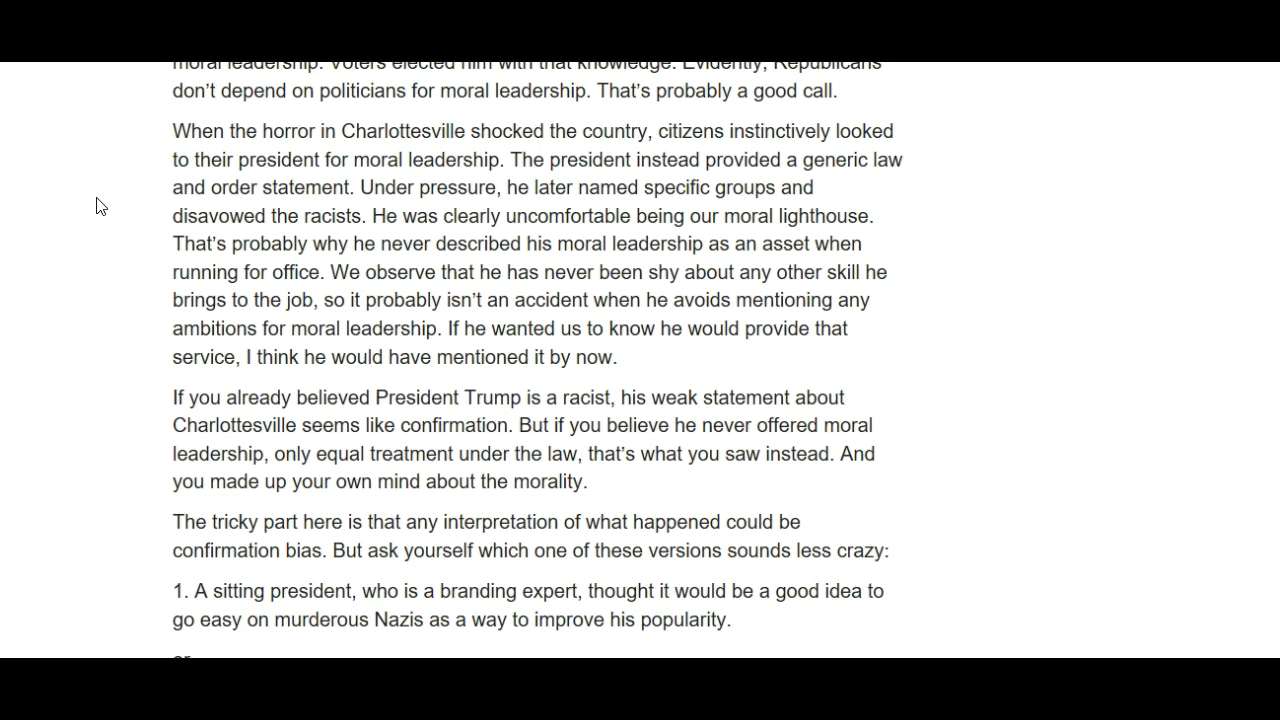 moral leadership. Voters elected him with that knowledge. Evidently, Republicans
don’t depend on politicians for moral leadership. That’s probably a good call.
When the horror in Charlottesville shocked the country, citizens instinctively looked
to their president for moral leadership. The president instead provided a generic law
and order statement. Under pressure, he later named specific groups and
disavowed the racists. He was clearly uncomfortable being our moral lighthouse.
That’s probably why he never described his moral leadership as an asset when
running for office. We observe that he has never been shy about any other skill he
brings to the job, so it probably isn’t an accident when he avoids mentioning any
ambitions for moral leadership. If he wanted us to know he would provide that
service, I think he would have mentioned it by now.
If you already believed President Trump is a racist, his weak statement about
Charlottesville seems like confirmation. But if you believe he never offered moral
leadership, only equal treatment under the law, that’s what you saw instead. And
you made up your own mind about the morality.
The tricky part here is that any interpretation of what happened could be
confirmation bias. But ask yourself which one of these versions sounds less crazy:
1. A sitting president, who is a branding expert, thought it would be a good idea to
go easy on murderous Nazis as a way to improve his popularity.
or